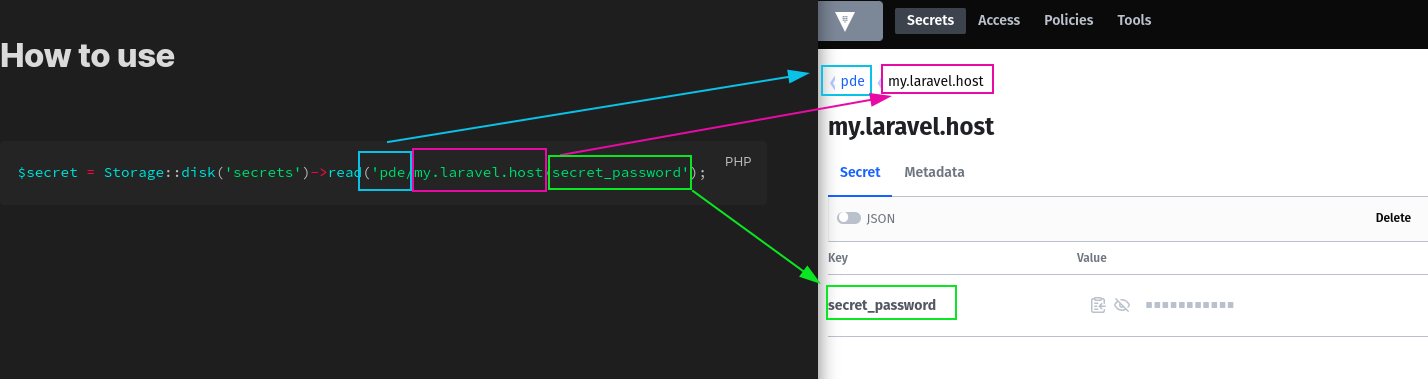 How to use
PHP
$secret = Storage::disk('secrets')->read('pde/my.laravel.host/secret_password');
Secrets Access Policies Tools
pde my.laravel.host
my.laravel.host
Secret Metadata
JSON Delete
Key Value
secret_password